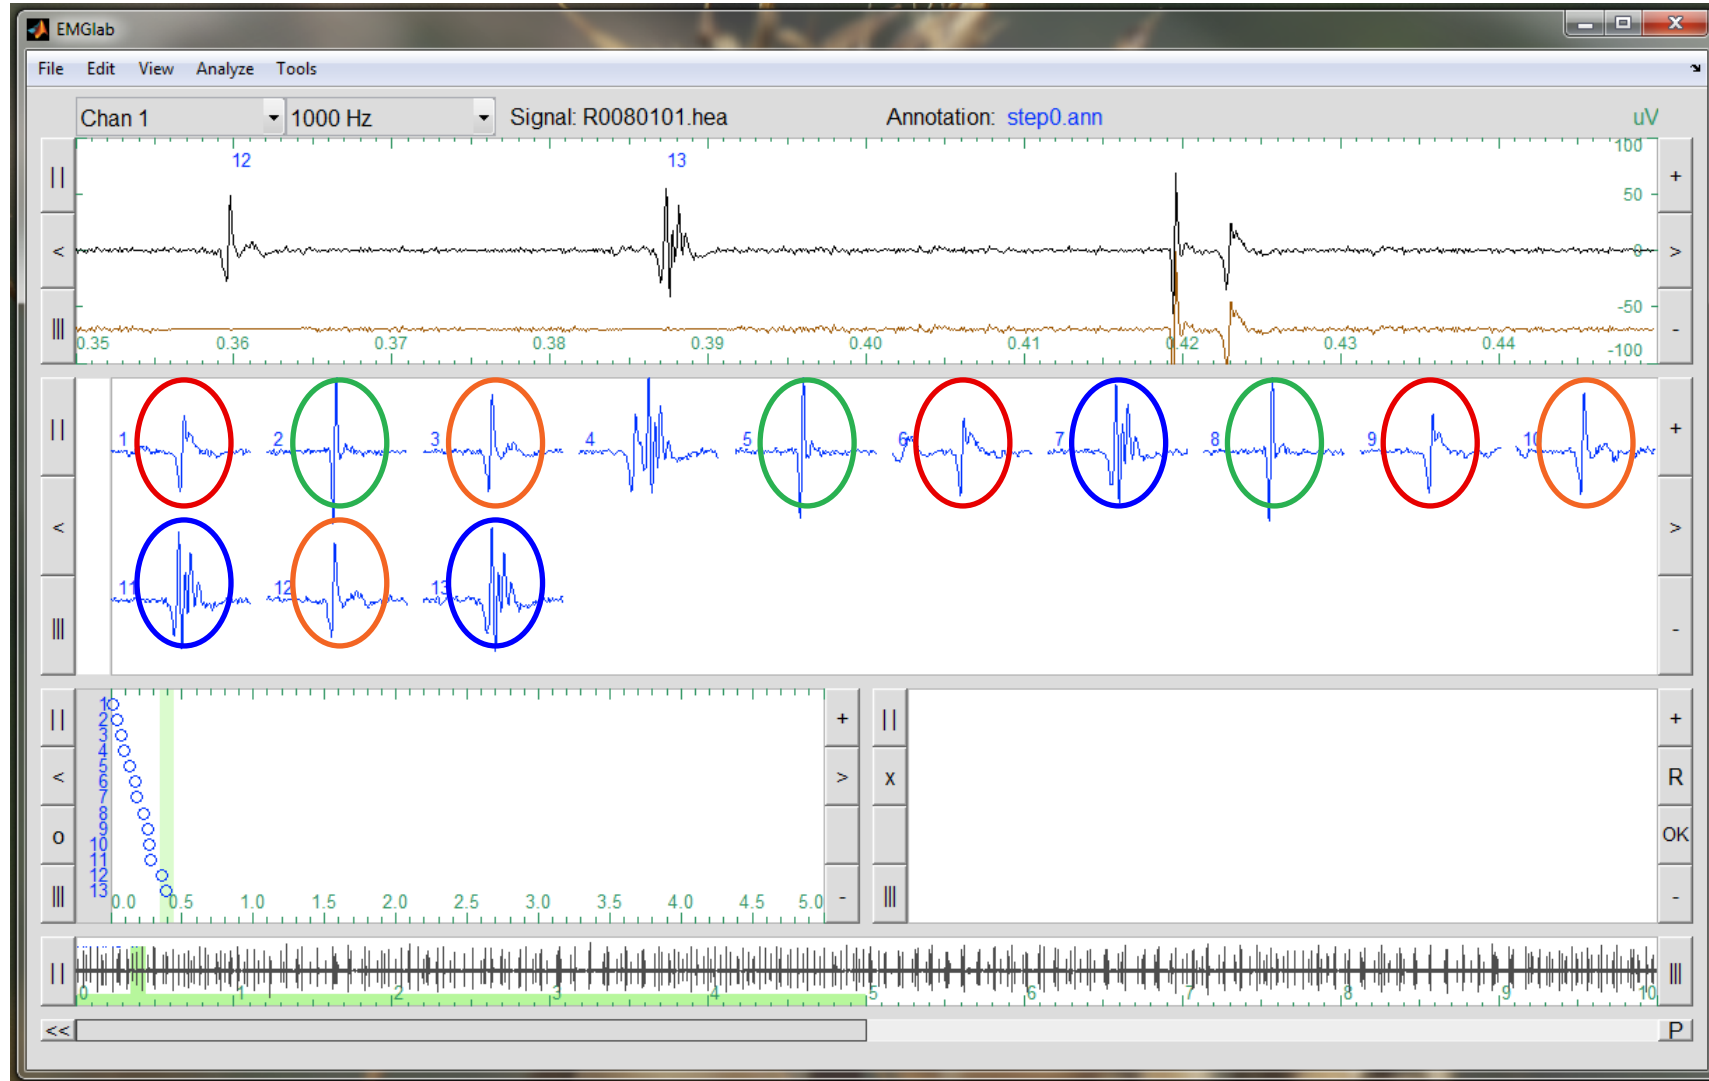 EMGlab
File Edit View Analyze Tools
Chan 1 1000 Hz Signal: R0080101.hea Annotation: step0.ann uV
12 13 100
50
0
-50
-100
0.35 0.36 0.37 0.38 0.39 0.40 0.41 0.42 0.43 0.44
|| < ||| + > -
1 2 3 4 5 6 7 8 9 10
11 12 13
|| < ||| + > -
1
2
3
4
5
6
7
8
9
10
11
12
13
0.0 0.5 1.0 1.5 2.0 2.5 3.0 3.5 4.0 4.5 5.0
|| < o ||| + > -
|| x ||| + R OK -
|| 0 1 2 3 4 5 6 7 8 9 10 |||
<< P